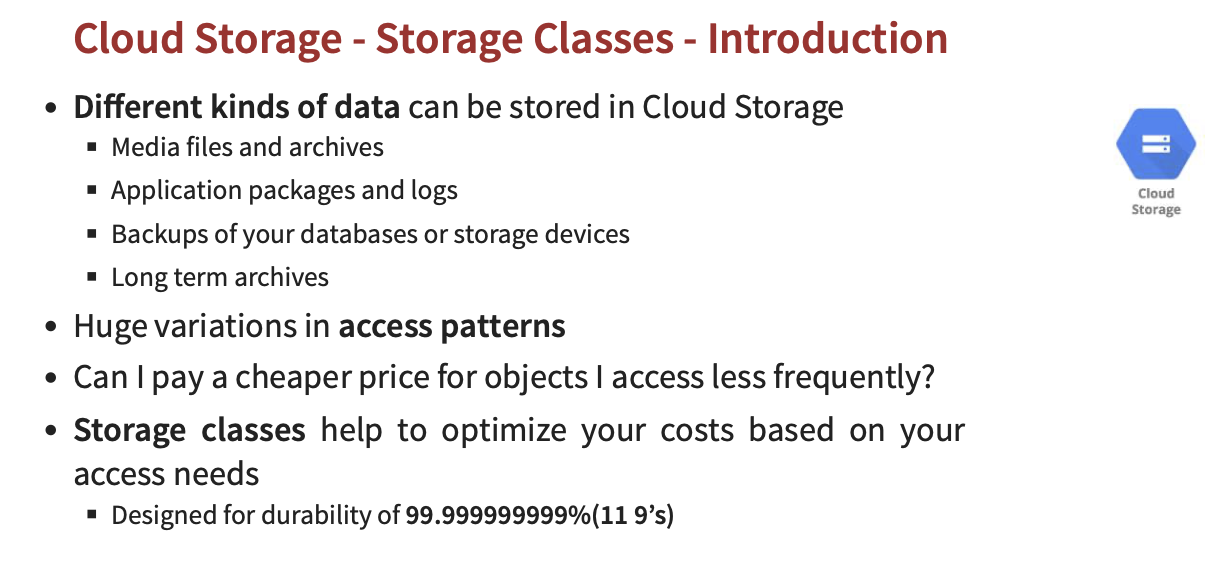 Cloud Storage - Storage Classes - Introduction
• Different kinds of data can be stored in Cloud Storage
▪ Media files and archives
▪ Application packages and logs
▪ Backups of your databases or storage devices
▪ Long term archives
• Huge variations in access patterns
• Can I pay a cheaper price for objects I access less frequently?
• Storage classes help to optimize your costs based on your
access needs
▪ Designed for durability of 99.999999999%(11 9’s)
Cloud
Storage